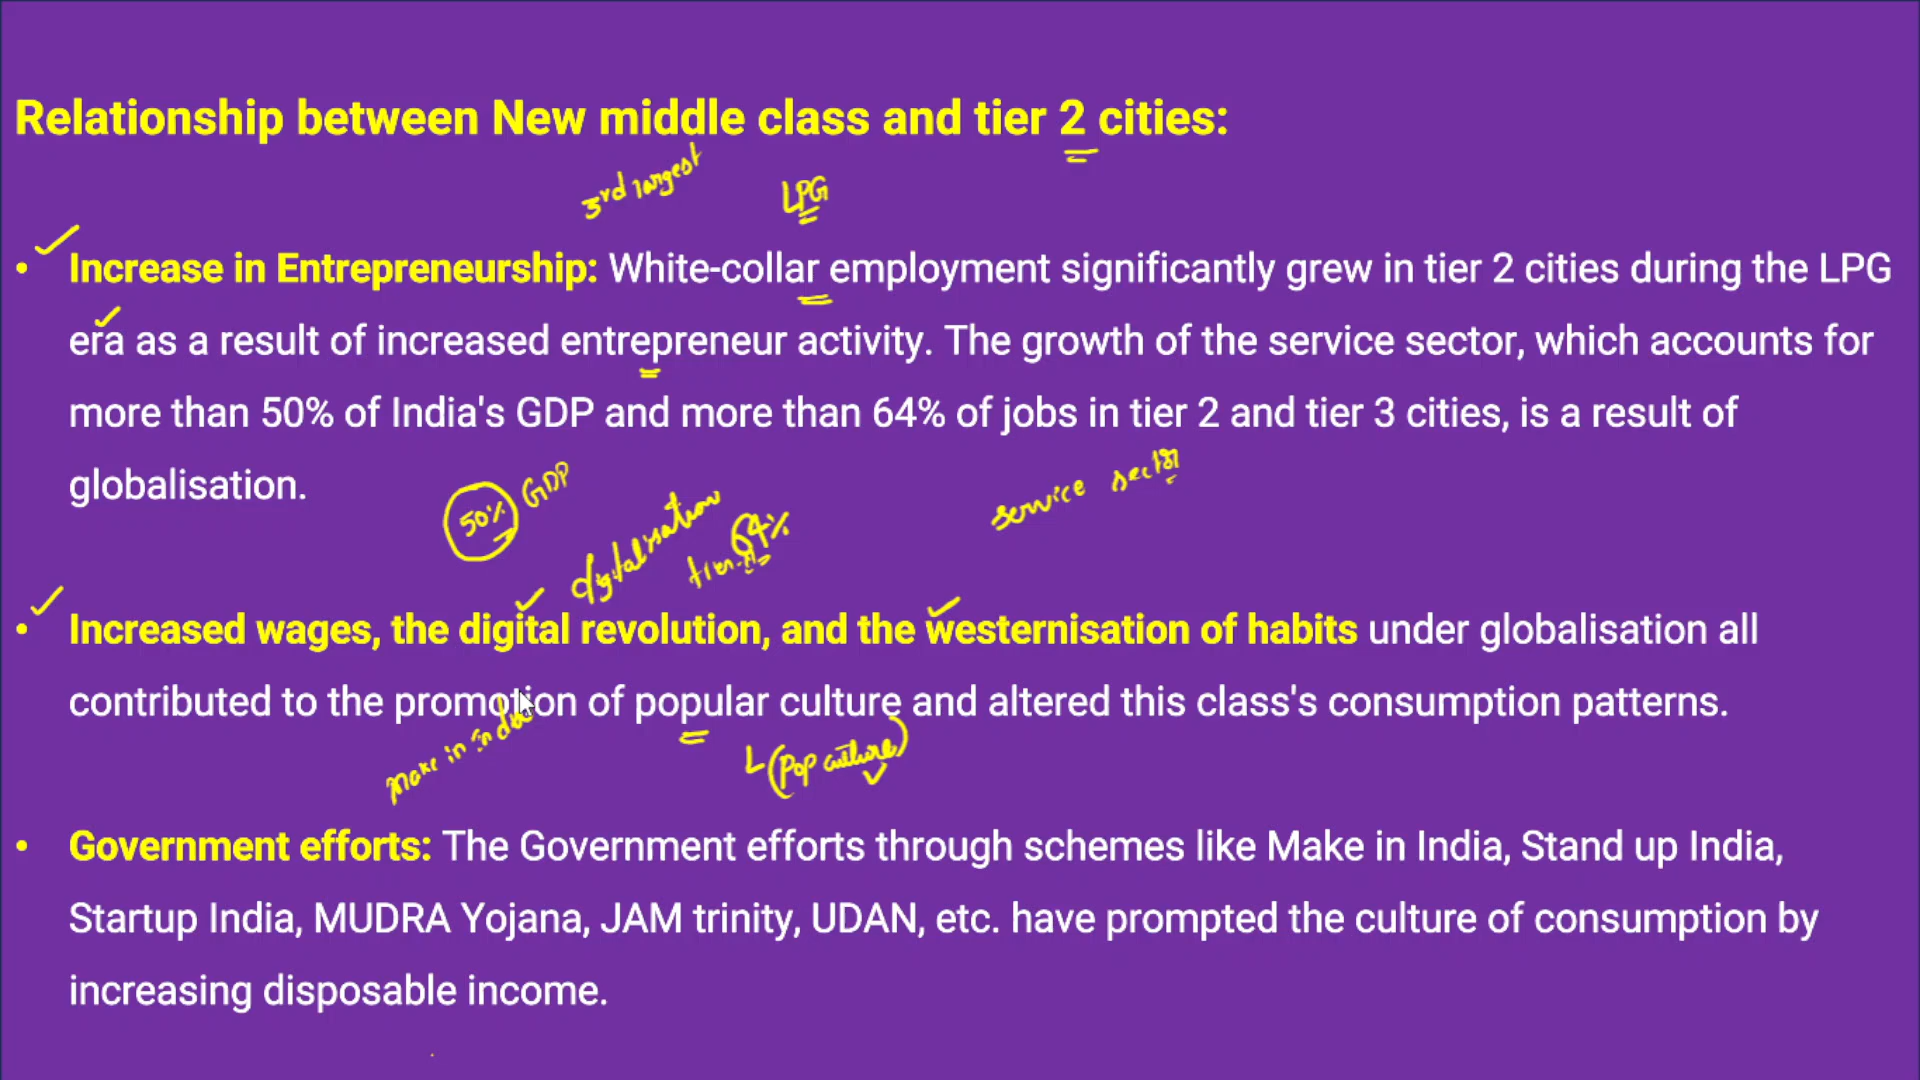 Relationship between New middle class and tier 2 cities:
3rd largest
LPG
• Increase in Entrepreneurship: White-collar employment significantly grew in tier 2 cities during the LPG
era as a result of increased entrepreneur activity. The growth of the service sector, which accounts for
more than 50% of India's GDP and more than 64% of jobs in tier 2 and tier 3 cities, is a result of
globalisation.
50% GDP
digitalisation
64%
tier-2
service sector
• Increased wages, the digital revolution, and the westernisation of habits under globalisation all
contributed to the promotion of popular culture and altered this class's consumption patterns.
make in India
(Pop culture)
• Government efforts: The Government efforts through schemes like Make in India, Stand up India,
Startup India, MUDRA Yojana, JAM trinity, UDAN, etc. have prompted the culture of consumption by
increasing disposable income.